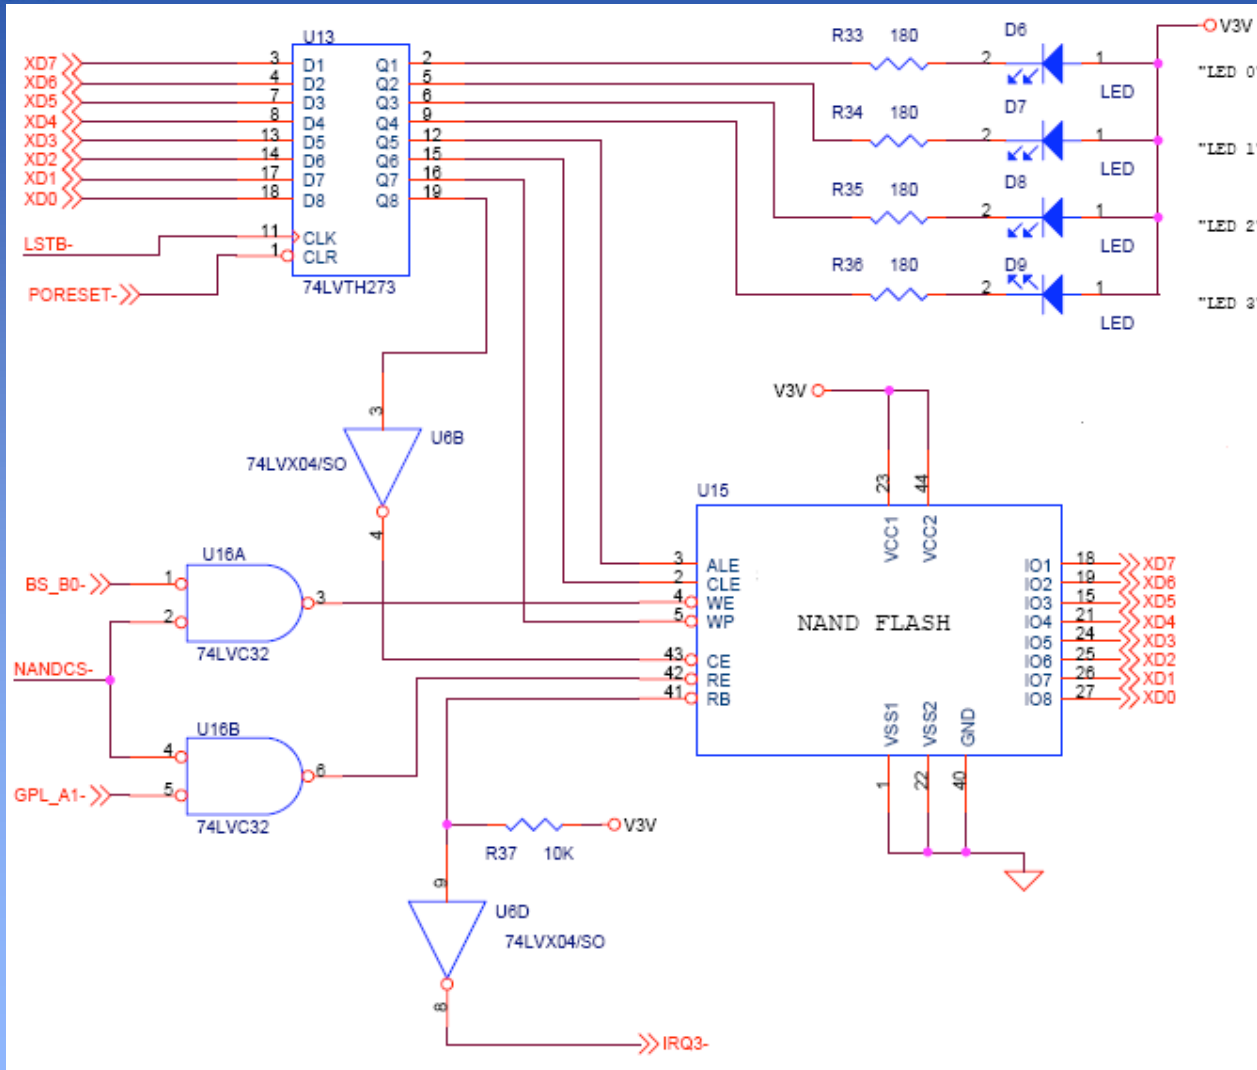 U13
XD7 3 D1 Q1 2
XD6 4 D2 Q2 5
XD5 7 D3 Q3 6
XD4 8 D4 Q4 9
XD3 13 D5 Q5 12
XD2 14 D6 Q6 15
XD1 17 D7 Q7 16
XD0 18 D8 Q8 19
LSTB- 11 CLK
1 CLR
PORESET- 74LVTH273
V3V
R33 180 D6
2 1 "LED 0"
LED
R34 180 D7
2 1 "LED 1"
LED
R35 180 D8
2 1 "LED 2"
LED
R36 180 D9
2 1 "LED 3"
LED
3
U6B
74LVX04/SO
4
V3V
U15
23 44
VCC1 VCC2
3 ALE IO1 18 XD7
2 CLE IO2 19 XD6
4 WE IO3 15 XD5
5 WP IO4 21 XD4
IO5 24 XD3
43 CE IO6 25 XD2
42 RE IO7 26 XD1
41 RB IO8 27 XD0
NAND FLASH
VSS1 VSS2 GND
1 22 40
U16A
BS_B0- 1
3
2
74LVC32
NANDCS-
U16B
4
6
GPL_A1- 5
74LVC32
V3V
R37 10K
9
U6D
74LVX04/SO
8
IRQ3-